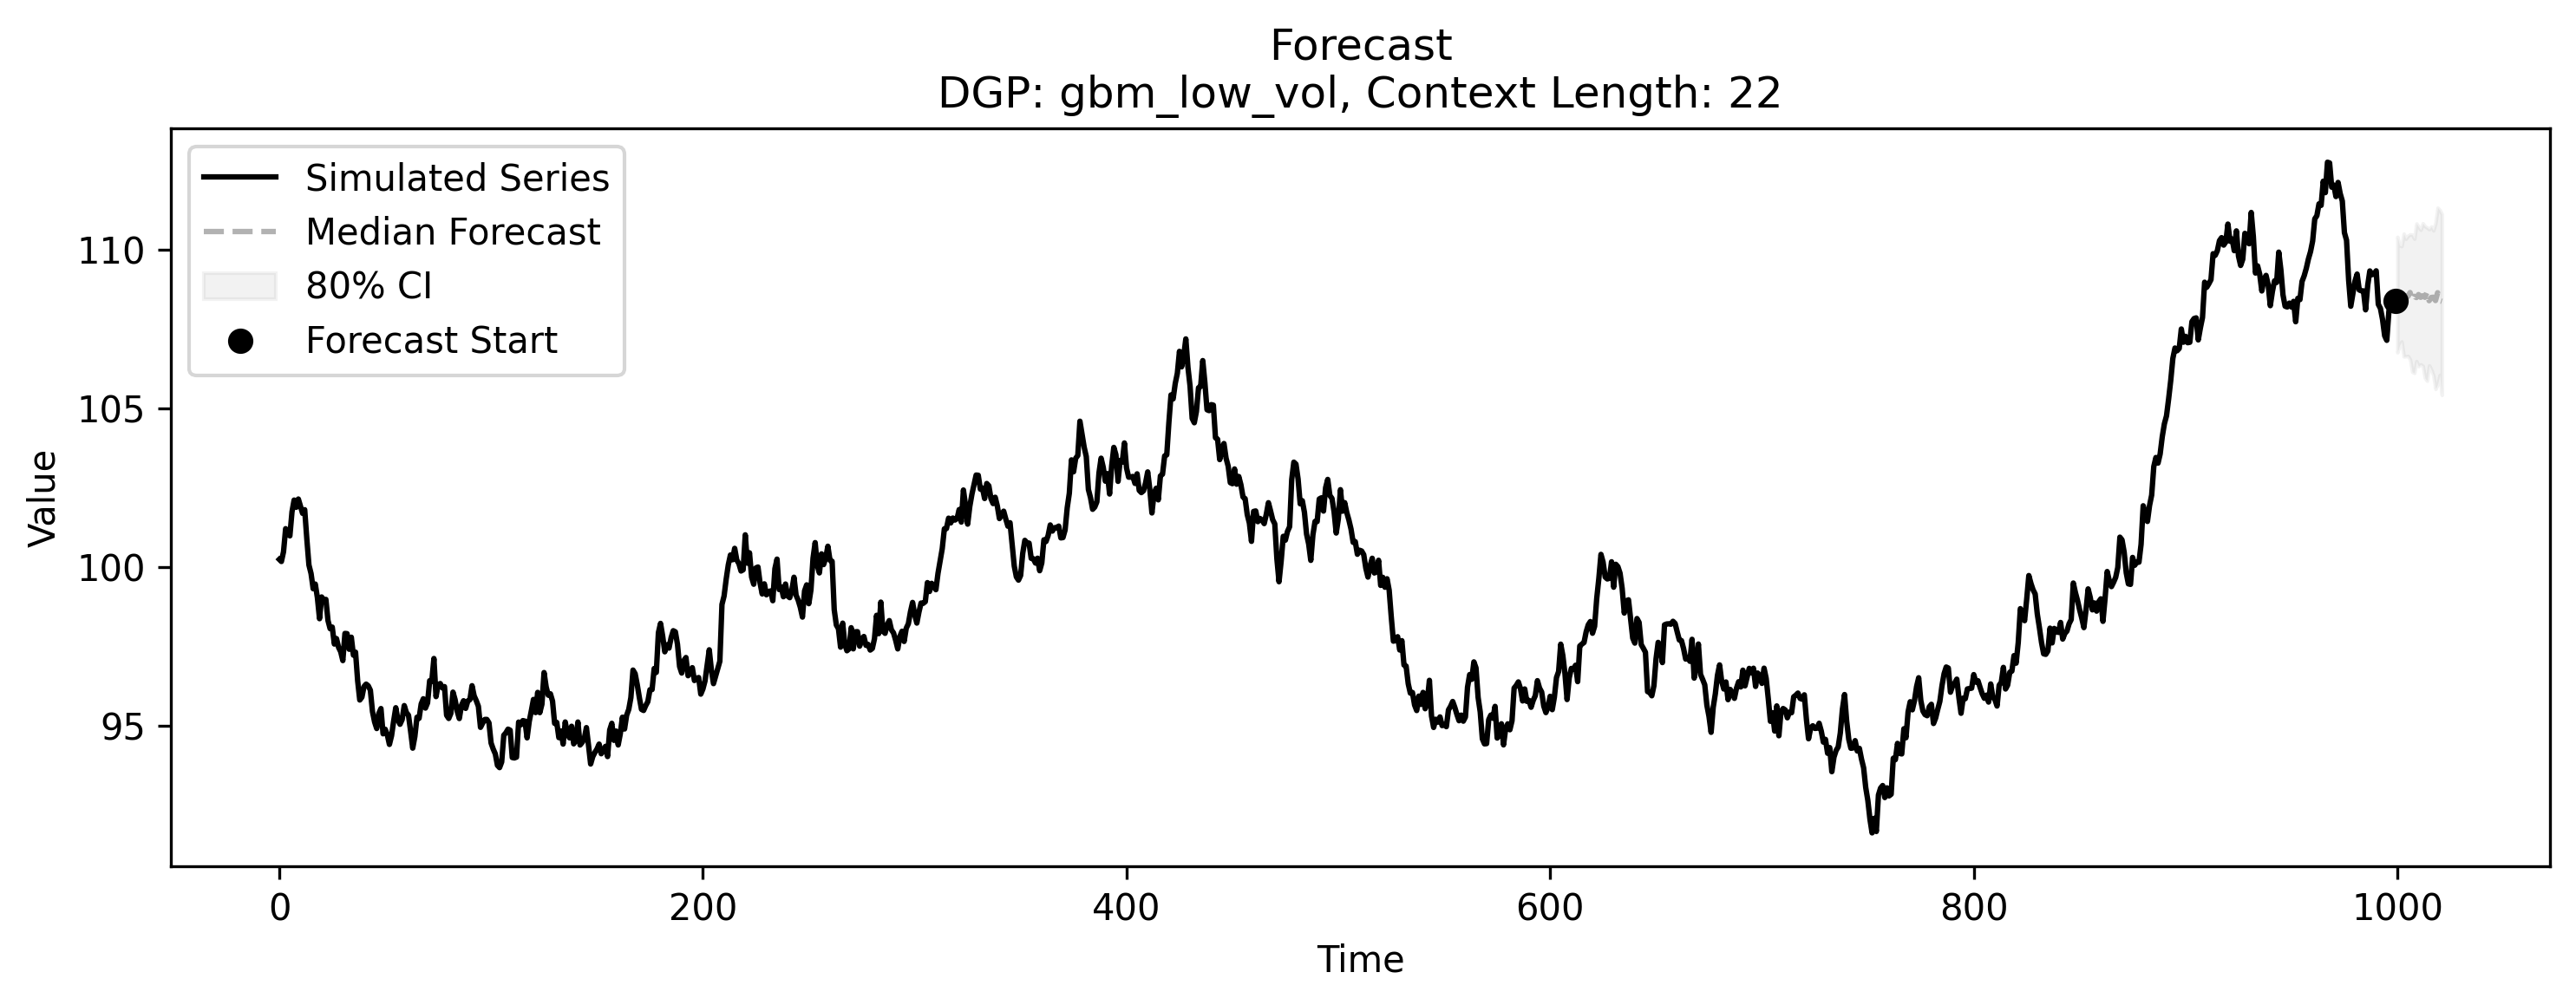 Forecast
DGP: gbm_low_vol, Context Length: 22
Simulated Series
Median Forecast
80% CI
Forecast Start
Value
110
105
100
95
0
200
400
600
800
1000
Time